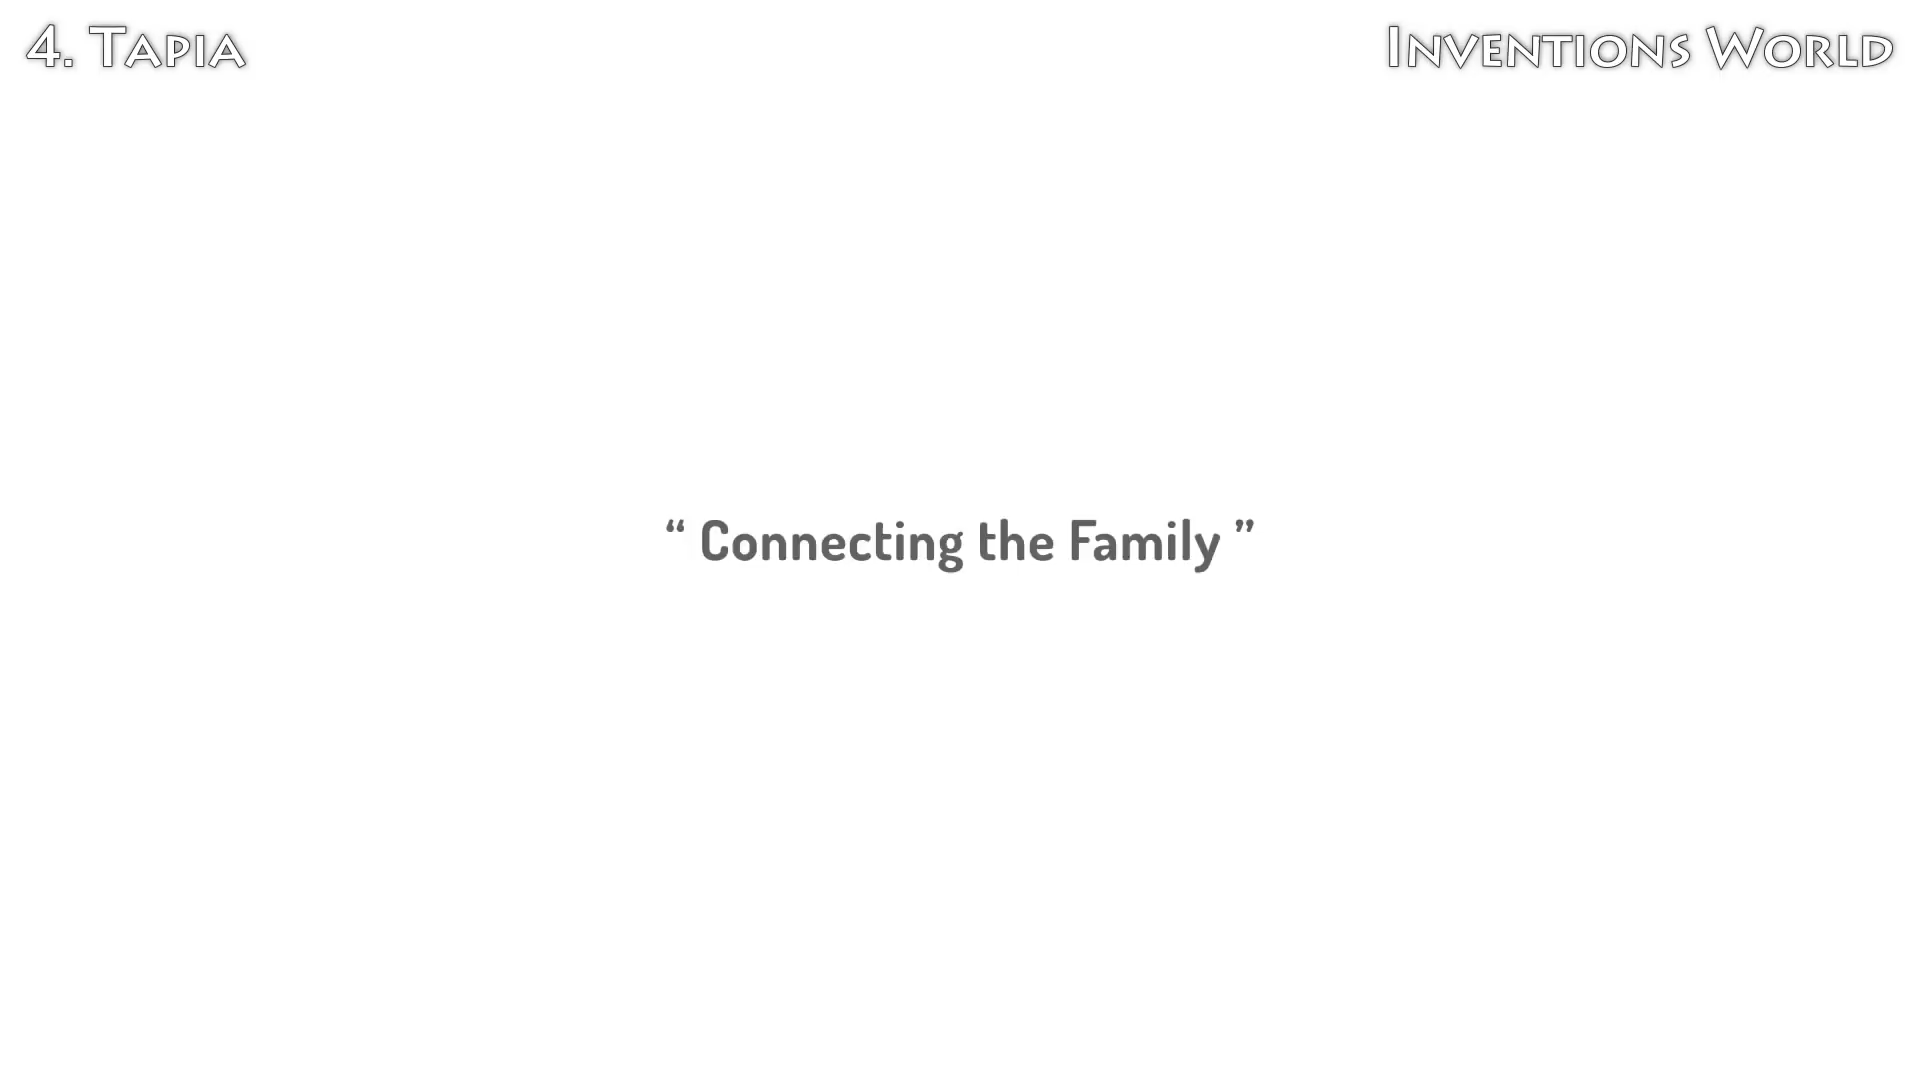 4. Tapia
Inventions World
“ Connecting the Family ”